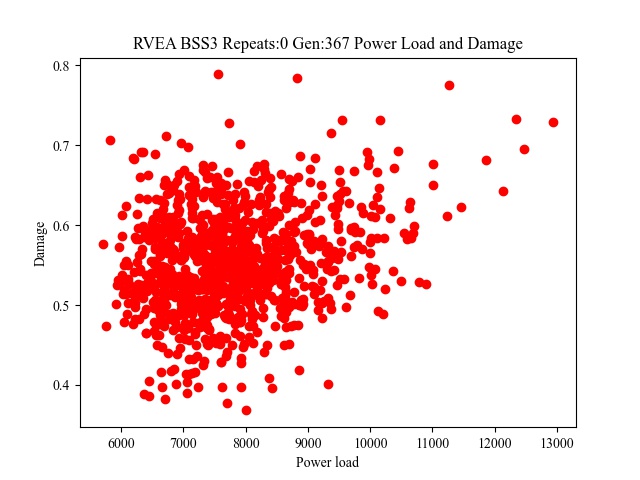 RVEA BSS3 Repeats:0 Gen:367 Power Load and Damage
0.8
0.7
0.6
0.5
0.4
Damage
6000 7000 8000 9000 10000 11000 12000 13000
Power load